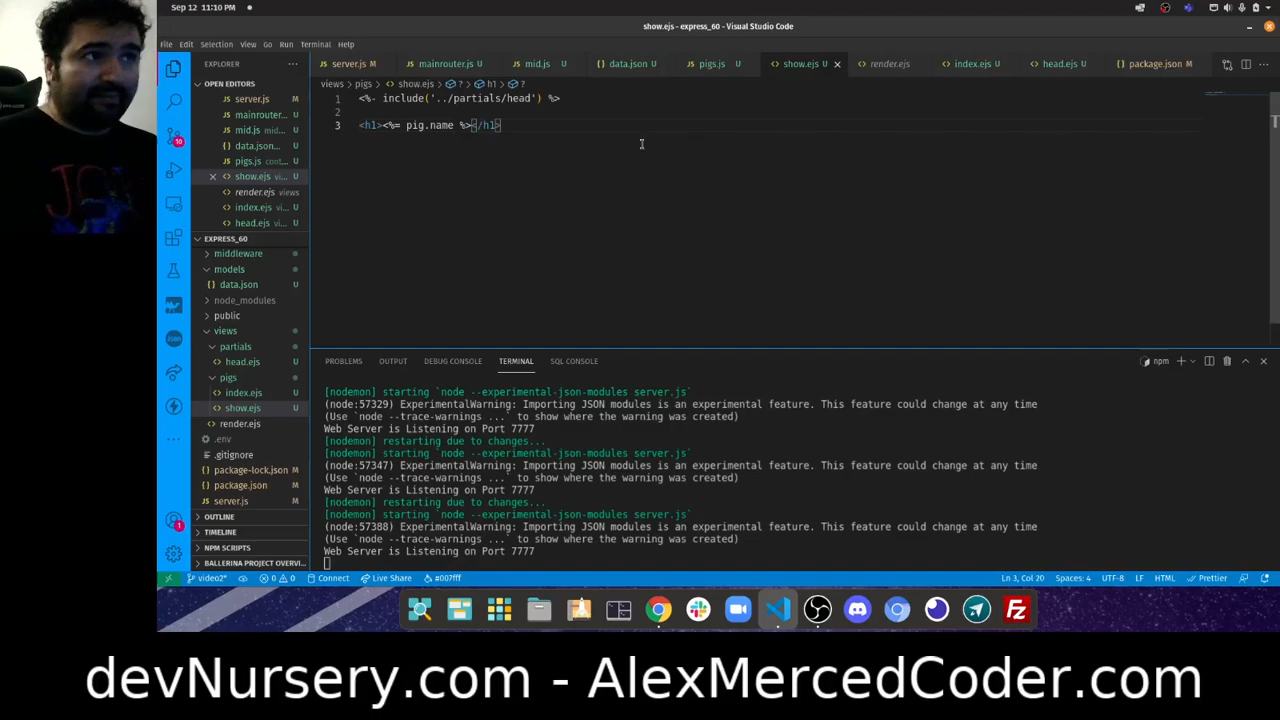 Sep 12 11:10 PM
show.ejs - express_60 - Visual Studio Code
File Edit Selection View Go Run Terminal Help
EXPLORER
server.js M
mainrouter.js U
mid.js U
data.json U
pigs.js U
show.ejs U
render.ejs
index.ejs U
head.ejs U
package.json M
OPEN EDITORS
views > pigs > show.ejs > ? > h1 > ?
server.js M
mainrouter... U
mid.js mid... U
data.json... U
pigs.js cont... U
show.ejs vi... U
render.ejs views
index.ejs vi... U
head.ejs vi... U
1 <%- include('../partials/head') %>
2
3 <h1><%= pig.name %></h1>
EXPRESS_60
middleware
models
data.json U
node_modules
public
views
partials
head.ejs U
pigs
index.ejs U
show.ejs U
render.ejs
.env
.gitignore
package-lock.json M
package.json M
server.js M
OUTLINE
TIMELINE
NPM SCRIPTS
BALLERINA PROJECT OVERVI...
10
1
PROBLEMS OUTPUT DEBUG CONSOLE TERMINAL SQL CONSOLE
npm
[nodemon] starting `node --experimental-json-modules server.js`
(node:57329) ExperimentalWarning: Importing JSON modules is an experimental feature. This feature could change at any time
(Use `node --trace-warnings ...` to show where the warning was created)
Web Server is Listening on Port 7777
[nodemon] restarting due to changes...
[nodemon] starting `node --experimental-json-modules server.js`
(node:57347) ExperimentalWarning: Importing JSON modules is an experimental feature. This feature could change at any time
(Use `node --trace-warnings ...` to show where the warning was created)
Web Server is Listening on Port 7777
[nodemon] restarting due to changes...
[nodemon] starting `node --experimental-json-modules server.js`
(node:57388) ExperimentalWarning: Importing JSON modules is an experimental feature. This feature could change at any time
(Use `node --trace-warnings ...` to show where the warning was created)
Web Server is Listening on Port 7777
video2* 0 0 Connect Live Share #007fff
Ln 3, Col 20 Spaces: 4 UTF-8 LF HTML Prettier
devNursery.com - AlexMercedCoder.com